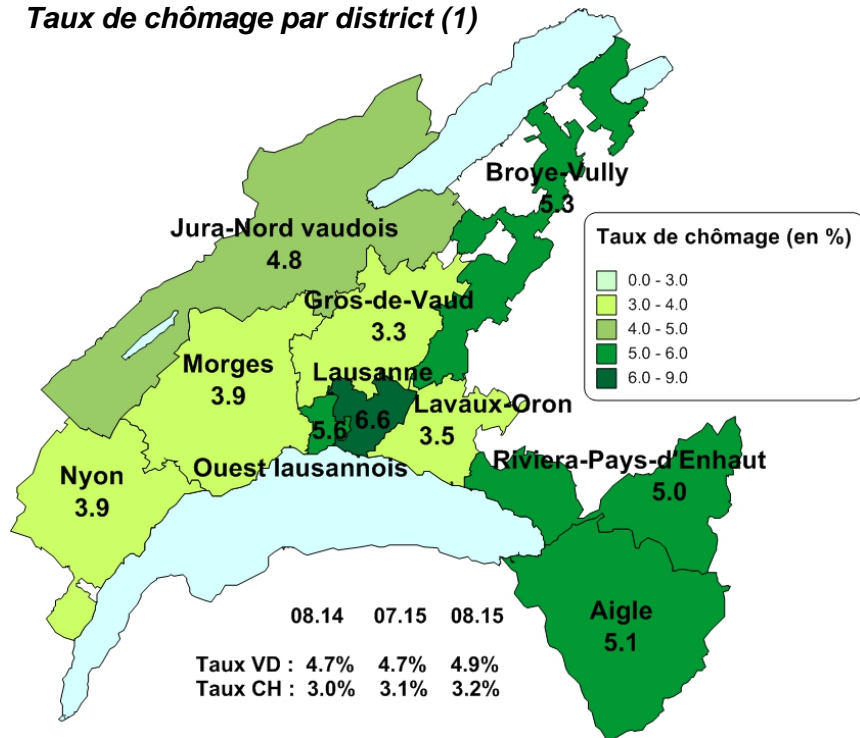 Taux de chômage par district (1)
Broye-Vully
5.3
Jura-Nord vaudois
4.8
Taux de chômage (en %)
0.0 - 3.0
3.0 - 4.0
4.0 - 5.0
5.0 - 6.0
6.0 - 9.0
Gros-de-Vaud
3.3
Morges
3.9
Lausanne
6.6
5.6
Lavaux-Oron
3.5
Ouest lausannois
Riviera-Pays-d'Enhaut
5.0
Nyon
3.9
Aigle
5.1
08.14 07.15 08.15
Taux VD : 4.7% 4.7% 4.9%
Taux CH : 3.0% 3.1% 3.2%